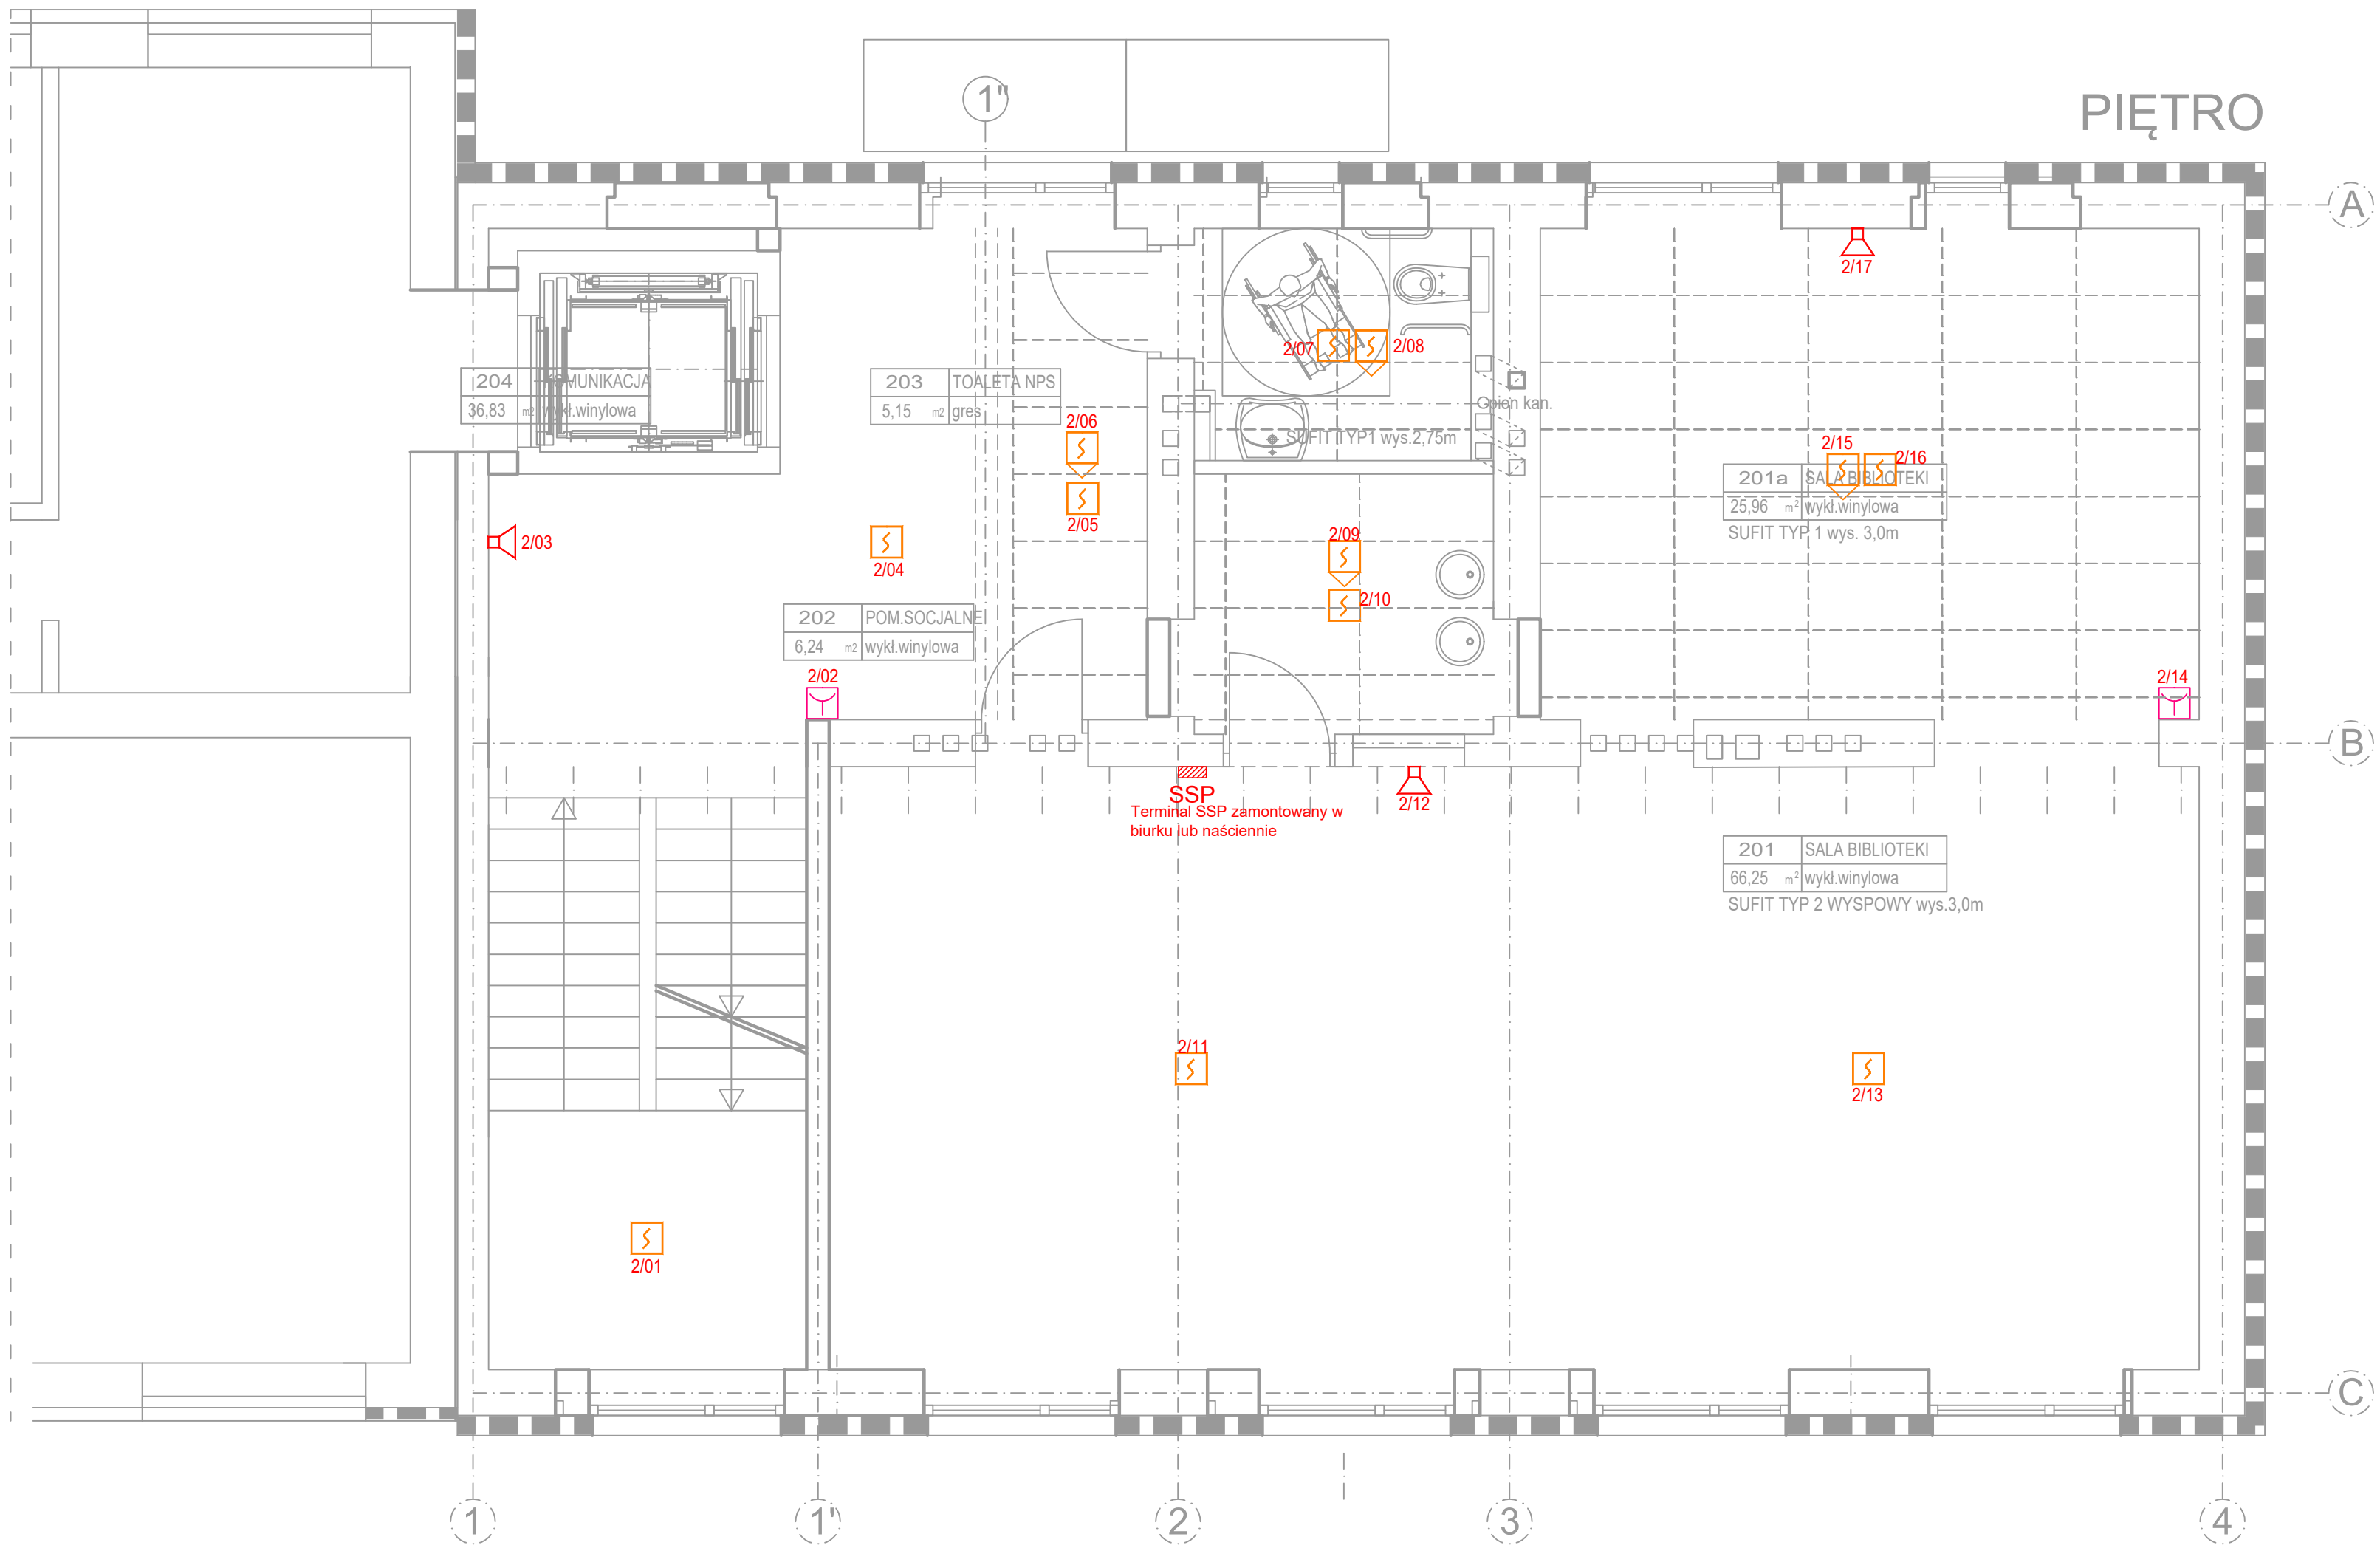 1"
PIĘTRO
A
2/17
2/07
2/08
204
KOMUNIKACJA
36,83 m2 wykł.winylowa
203
TOALETA NPS
5,15 m2 gres
pion kan.
2/06
SUFIT TYP1 wys.2,75m
2/15
2/16
201a
SALA BIBLIOTEKI
25,96 m2 wykł.winylowa
SUFIT TYP 1 wys. 3,0m
2/05
2/03
2/04
2/09
2/10
202
POM.SOCJALNE
6,24 m2 wykł.winylowa
2/02
2/14
B
SSP
2/12
Terminal SSP zamontowany w
biurku lub naściennie
201
SALA BIBLIOTEKI
66,25 m2 wykł.winylowa
SUFIT TYP 2 WYSPOWY wys.3,0m
2/11
2/13
2/01
C
1
1'
2
3
4